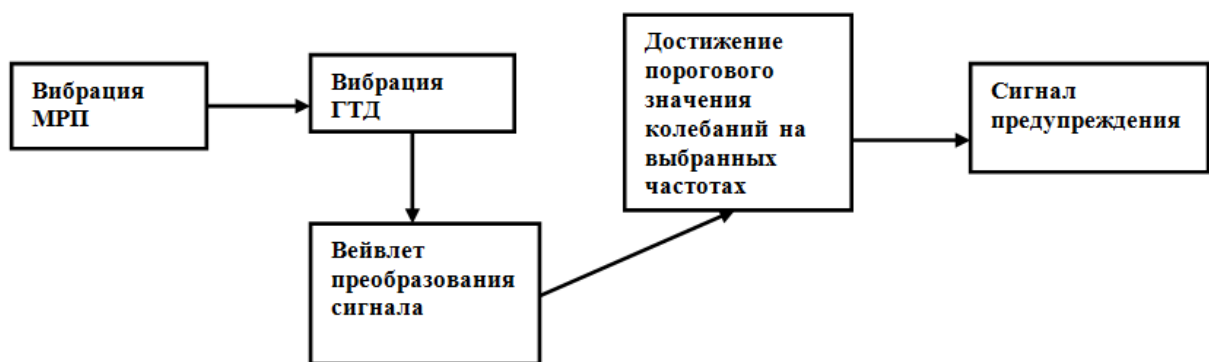 Вибрация
МРП
Вибрация
ГТД
Вейвлет
преобразования
сигнала
Достижение
порогового
значения
колебаний на
выбранных
частотах
Сигнал
предупреждения